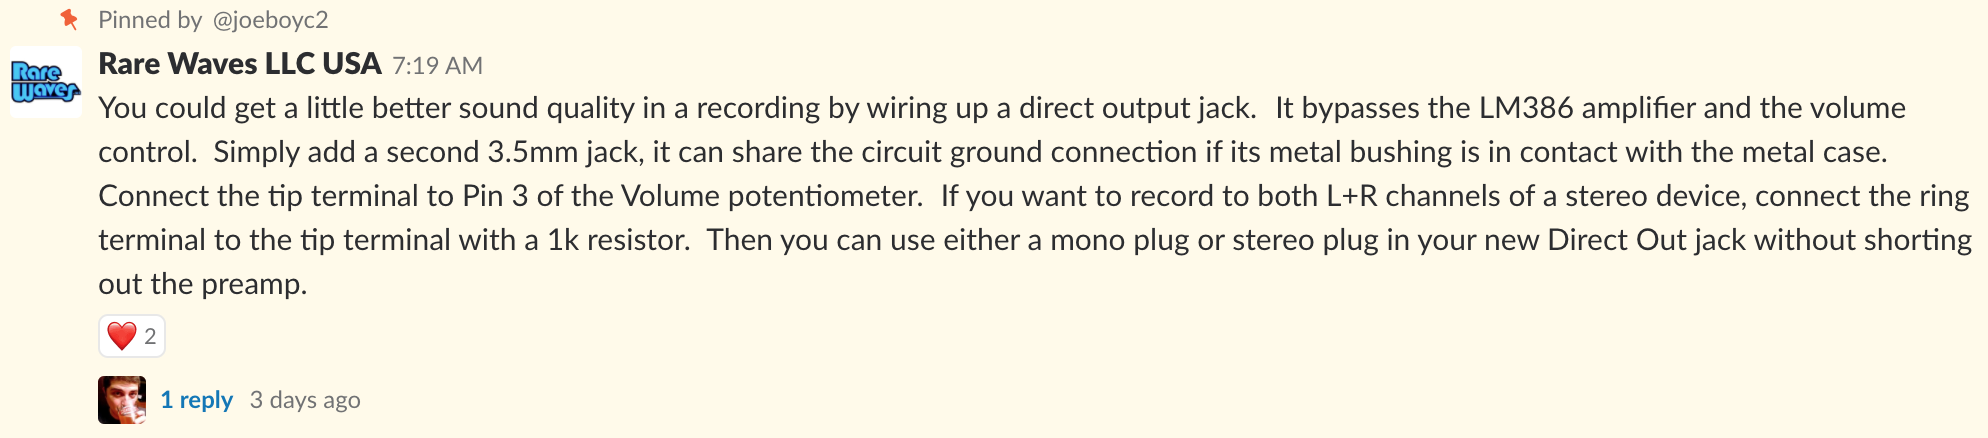 Pinned by @joeboyc2
Rare Waves
Rare Waves LLC USA 7:19 AM
You could get a little better sound quality in a recording by wiring up a direct output jack.  It bypasses the LM386 amplifier and the volume
control.  Simply add a second 3.5mm jack, it can share the circuit ground connection if its metal bushing is in contact with the metal case.
Connect the tip terminal to Pin 3 of the Volume potentiometer.  If you want to record to both L+R channels of a stereo device, connect the ring
terminal to the tip terminal with a 1k resistor.  Then you can use either a mono plug or stereo plug in your new Direct Out jack without shorting
out the preamp.
2
1 reply 3 days ago